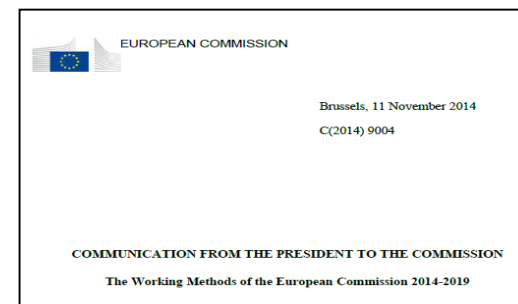 EUROPEAN COMMISSION
Brussels, 11 November 2014
C(2014) 9004
COMMUNICATION FROM THE PRESIDENT TO THE COMMISSION
The Working Methods of the European Commission 2014-2019